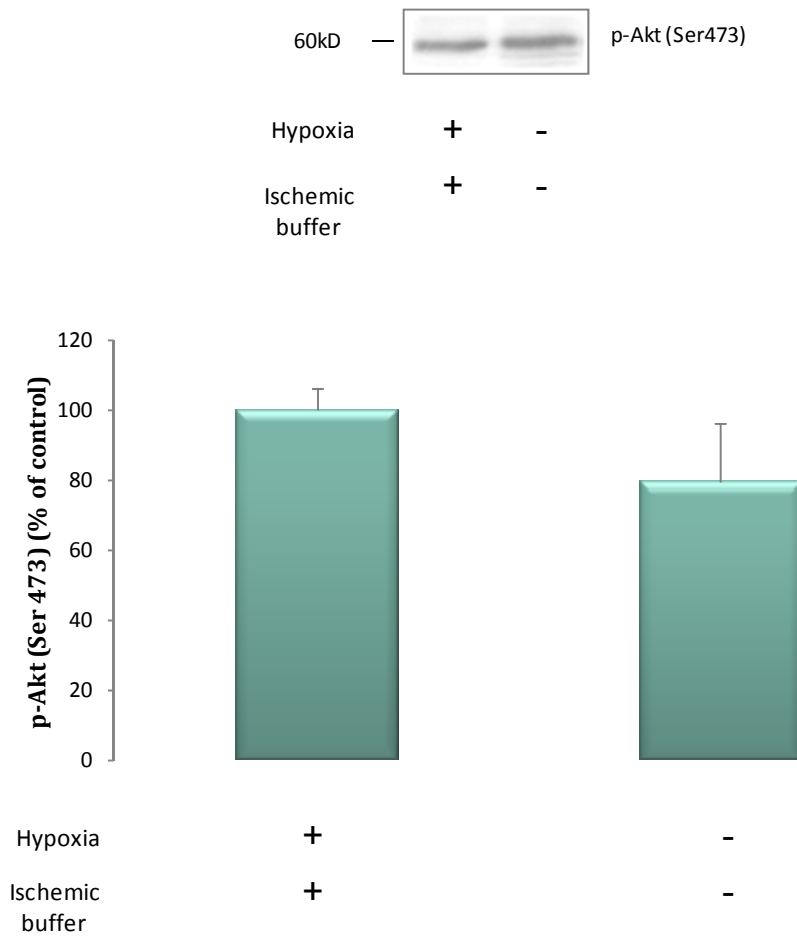 60kD — p-Akt (Ser473)
Hypoxia + -
Ischemic buffer + -
p-Akt (Ser 473) (% of control)
120
100
80
60
40
20
0
Hypoxia + -
Ischemic buffer + -